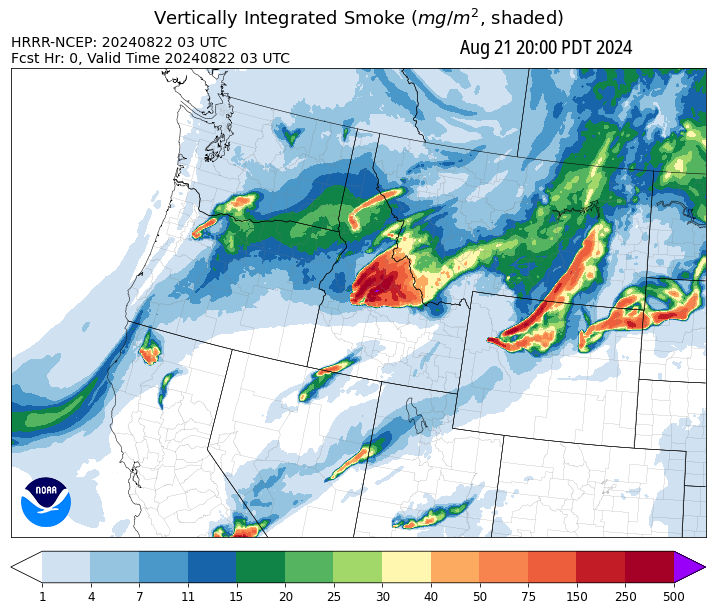 Vertically Integrated Smoke (mg/m², shaded)
HRRR-NCEP: 20240822 03 UTC
Aug 21 20:00 PDT 2024
Fcst Hr: 0, Valid Time 20240822 03 UTC
NOAA
1 4 7 11 15 20 25 30 40 50 75 150 250 500